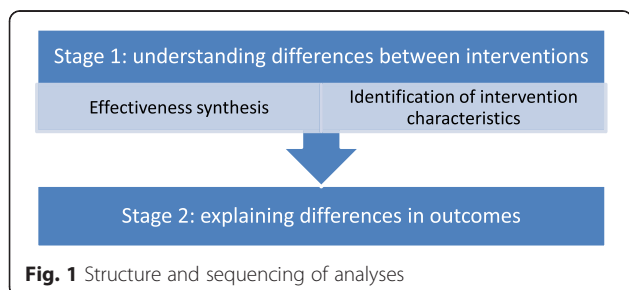 Stage 1: understanding differences between interventions
Effectiveness synthesis
Identification of intervention
characteristics
Stage 2: explaining differences in outcomes
Fig. 1 Structure and sequencing of analyses